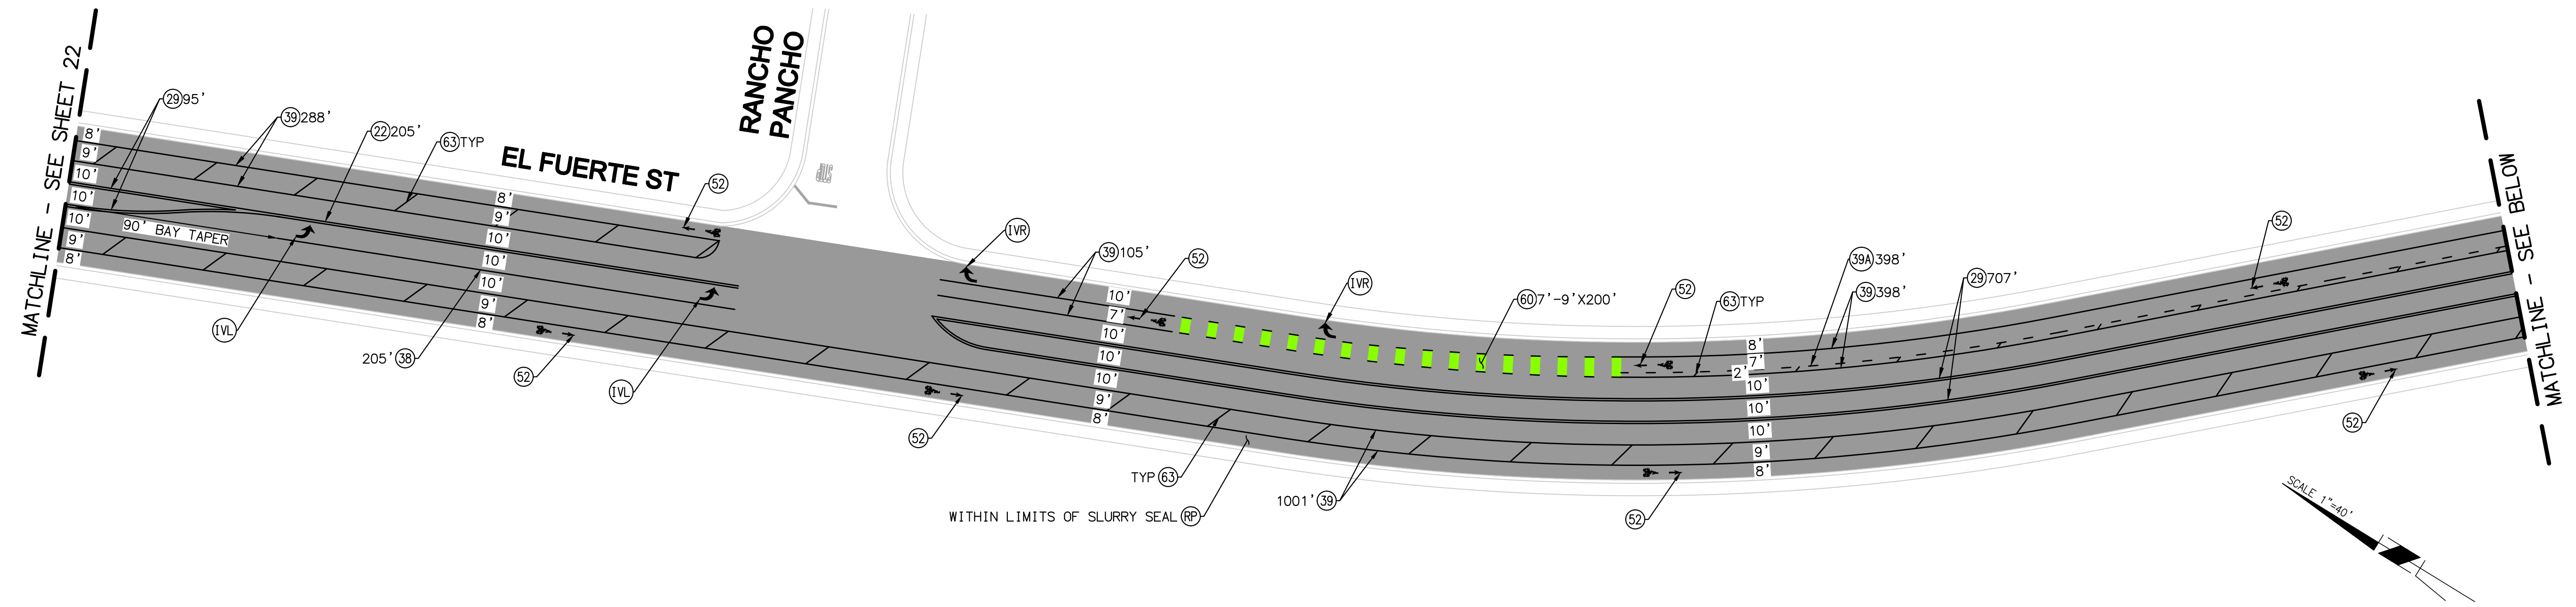 MATCHLINE - SEE SHEET 22
29 95'
39 288'
22 205'
63 TYP
EL FUERTE ST
52
RANCHO
PANCHO
8'
9'
10'
10'
10'
9'
8'
90' BAY TAPER
8'
9'
10'
10'
10'
9'
8'
IVL
205' 38
52
IVL
52
IVR
39 105'
52
IVR
60 7'-9'X200'
52
63 TYP
39A 398'
39 398'
29 707'
52
10'
7'
10'
10'
10'
9'
8'
8'
7'
2'
10'
10'
10'
9'
8'
TYP 63
1001' 39
WITHIN LIMITS OF SLURRY SEAL RP
52
52
MATCHLINE - SEE BELOW
SCALE 1"=40'